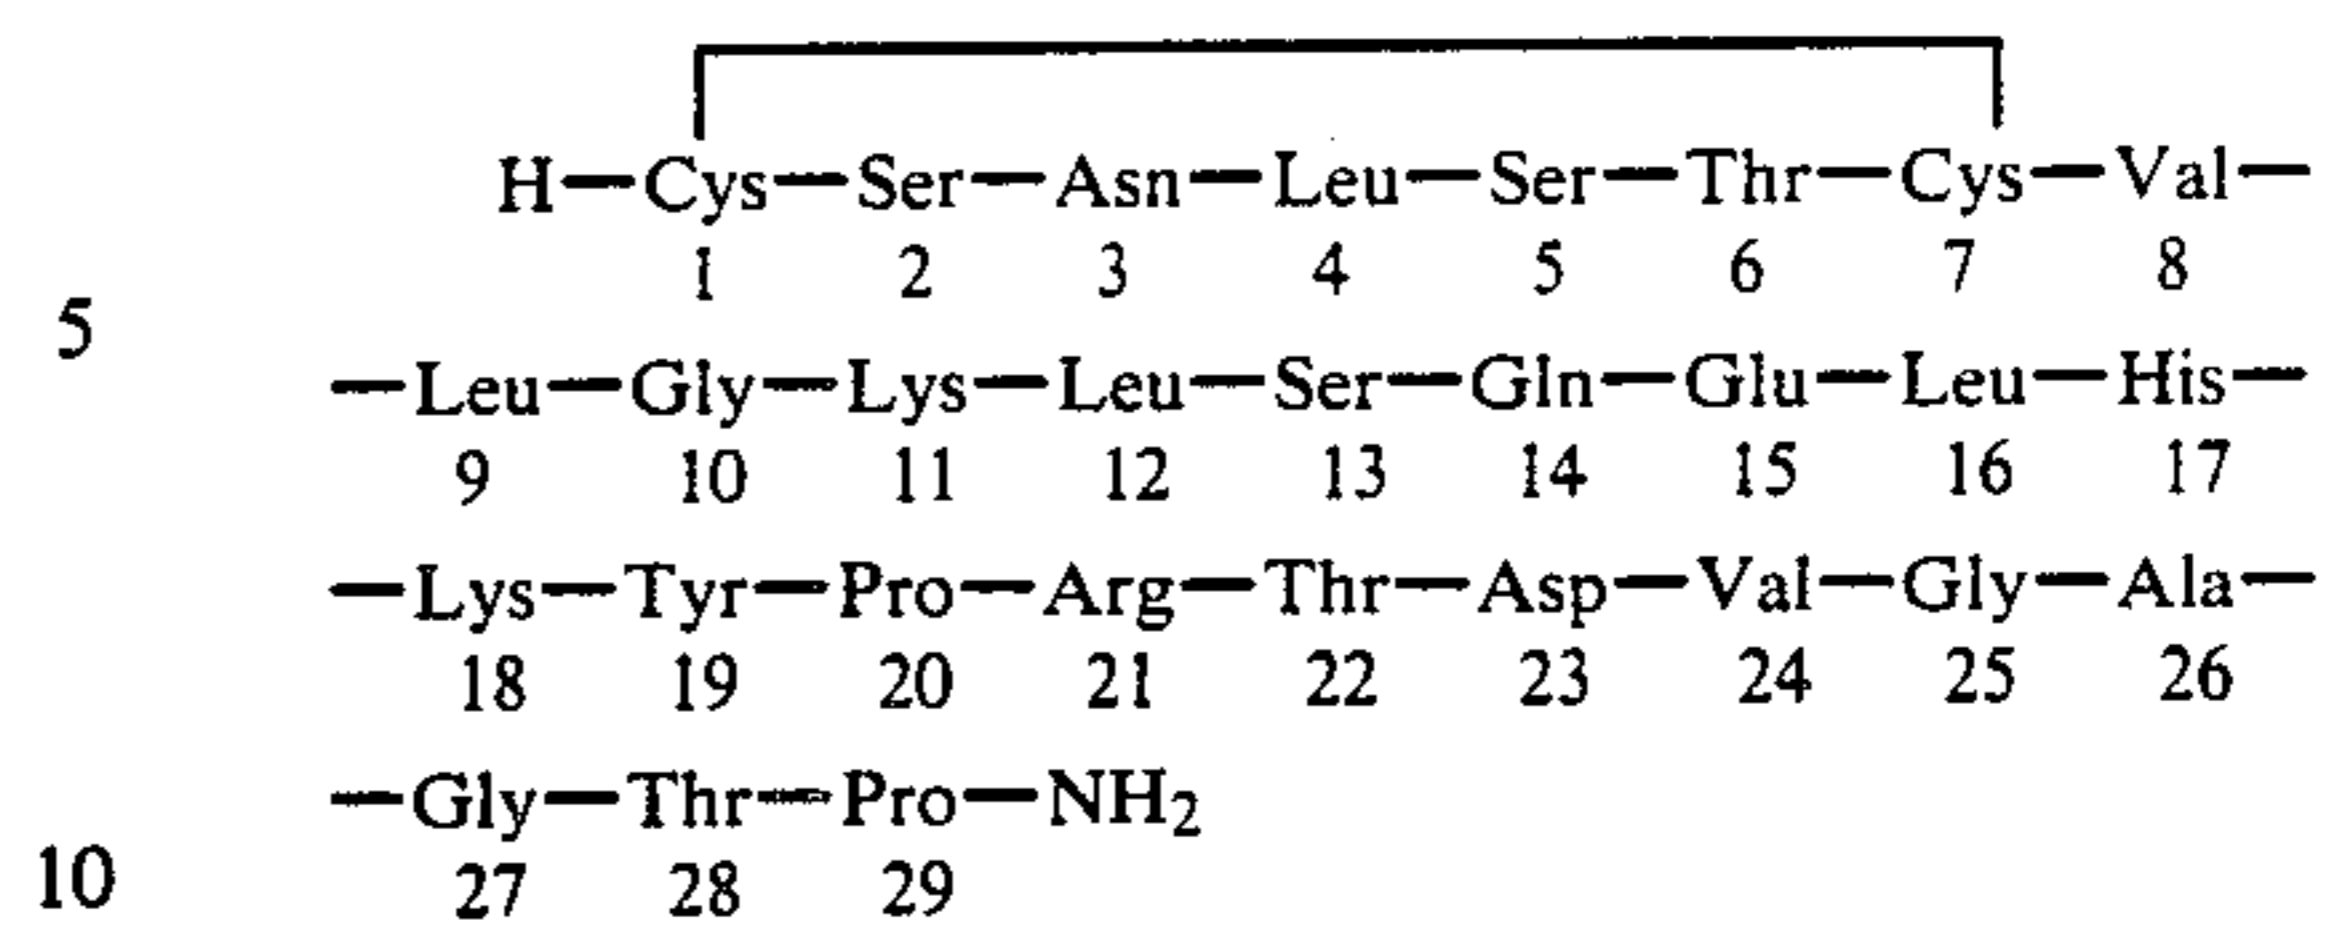 H—Cys—Ser—Asn—Leu—Ser—Thr—Cys—Val—
1 2 3 4 5 6 7 8
5
—Leu—Gly—Lys—Leu—Ser—Gln—Glu—Leu—His—
9 10 11 12 13 14 15 16 17
—Lys—Tyr—Pro—Arg—Thr—Asp—Val—Gly—Ala—
18 19 20 21 22 23 24 25 26
—Gly—Thr—Pro—NH₂
10
27 28 29